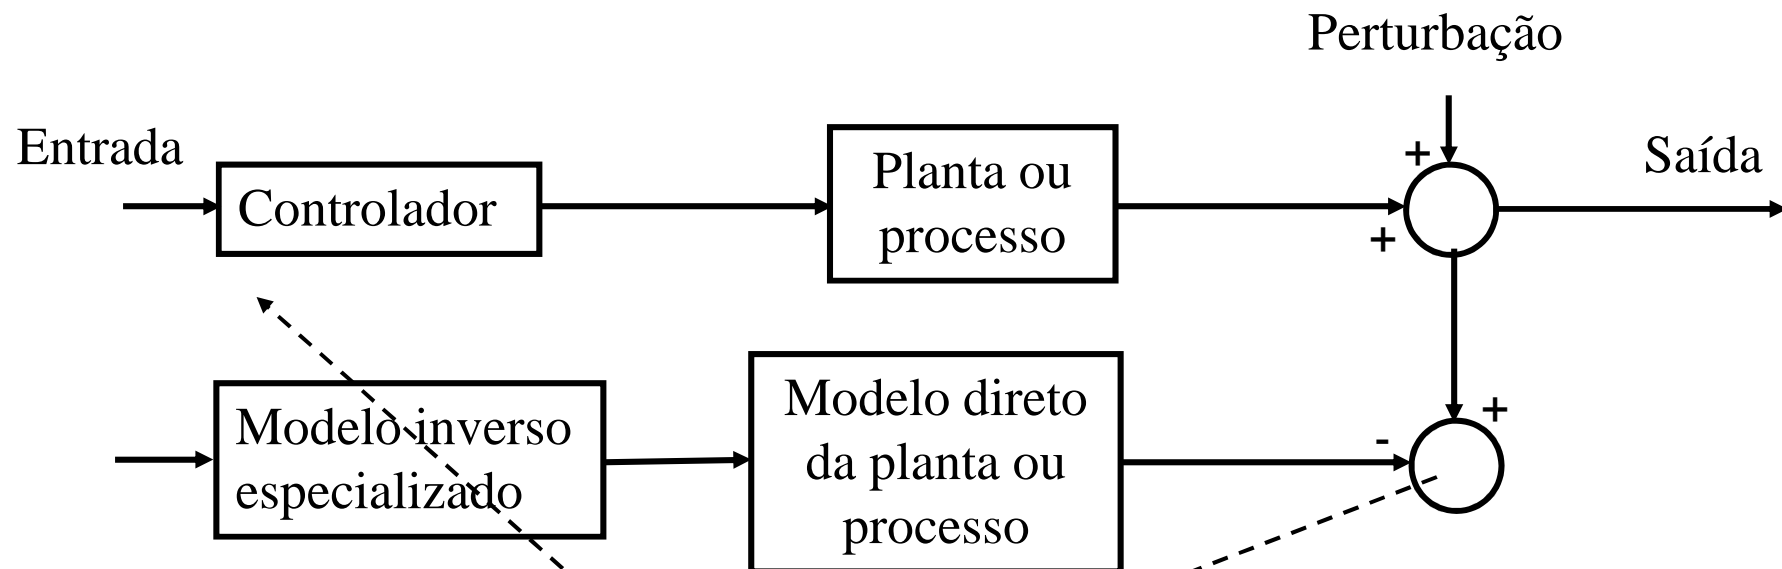 Perturbação
Entrada
Controlador
Planta ou
processo
+
+
Saída
Modelo inverso
especializado
Modelo direto
da planta ou
processo
-
+